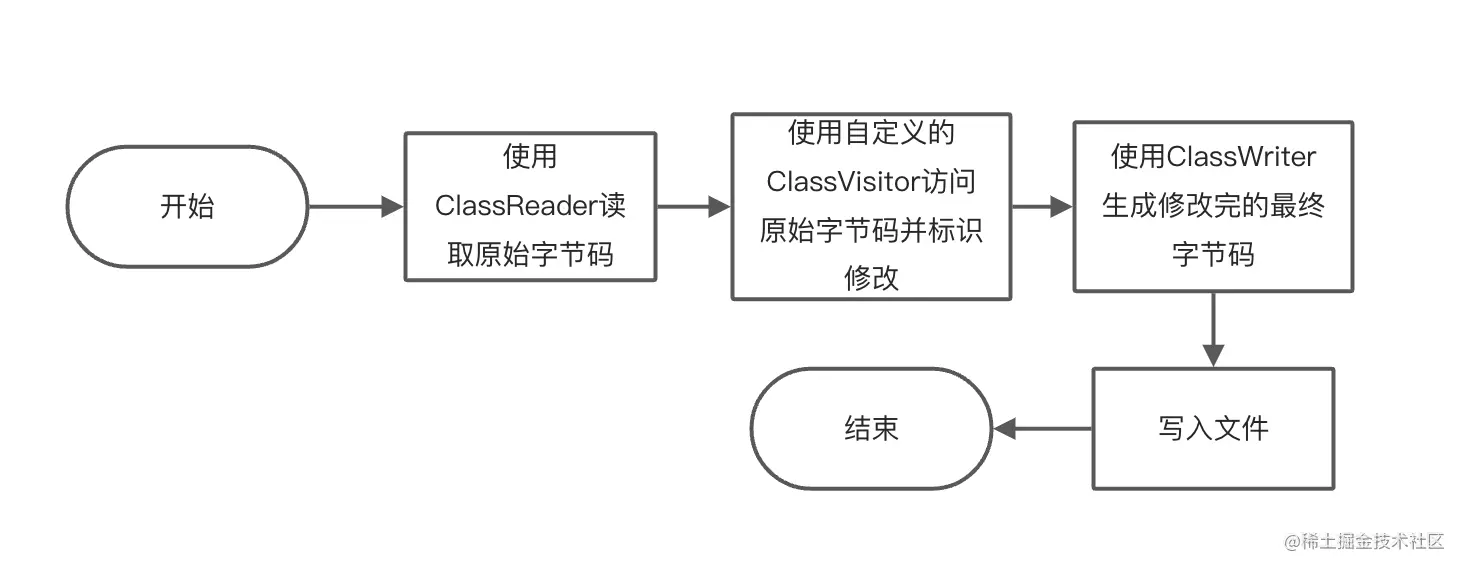 开始
使用
ClassReader读
取原始字节码
使用自定义的
ClassVisitor访问
原始字节码并标识
修改
使用ClassWriter
生成修改完的最终
字节码
写入文件
结束
@稀土掘金技术社区